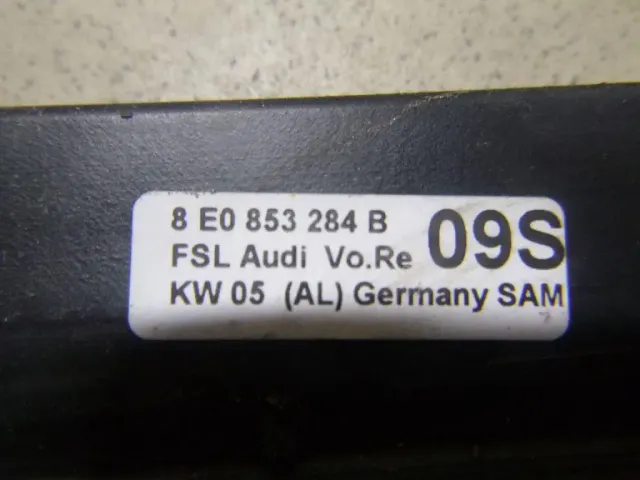 8 E0 853 284 B 09S
FSL Audi Vo.Re
KW 05 (AL) Germany SAM